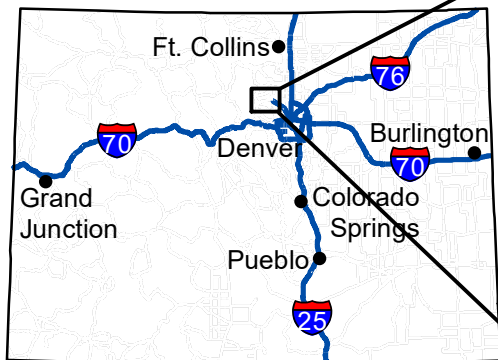 Ft. Collins
76
70
Denver
Burlington
70
Grand
Junction
Colorado
Springs
Pueblo
25